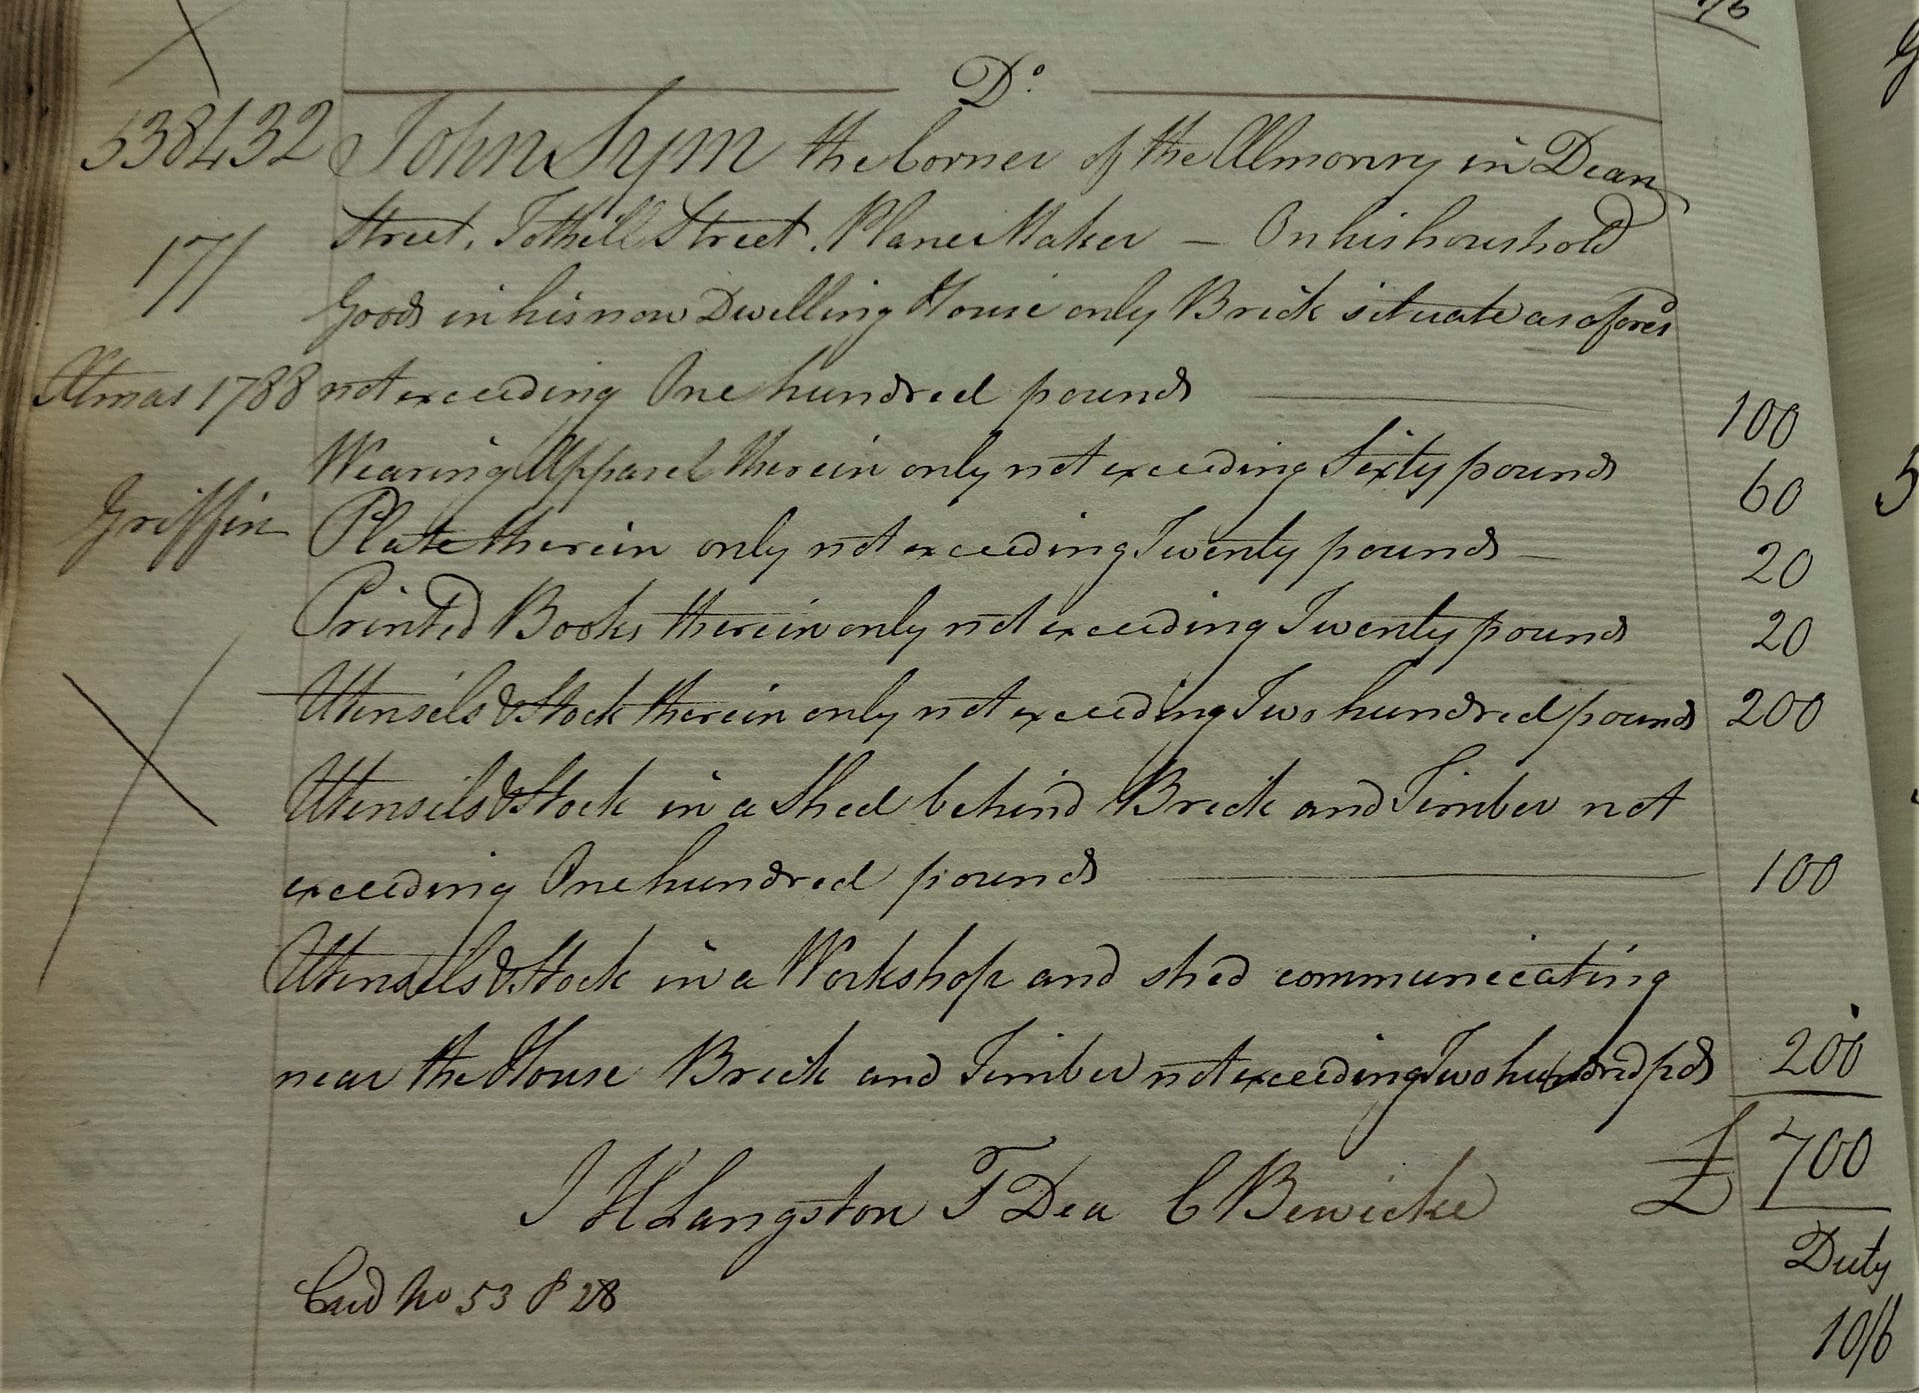 D.º
538432 John Sym the Corner of the Almonry in Dean
Street, Tothill Street. Plane Maker — On his houshold
171/
Goods in his now Dwelling House only Brick situate as afores.d
Xtmas 1788 not exceeding One hundred pounds 100
Wearing Apparel therein only not exceeding Sixty pounds 60
Griffin Plate therein only not exceeding Twenty pounds — 20
Printed Books therein only not exceeding Twenty pounds 20
Utensils & Stock therein only not exceeding Two hundred pounds 200
Utensils & Stock in a Shed behind Brick and Timber not
exceeding One hundred pounds 100
Utensils & Stock in a Workshop and shed communicating
near the House Brick and Timber not exceeding Two hundred pds 200
J H Langston T Dea C Bewicke £ 700
Duty
No 53 P 28
10/6